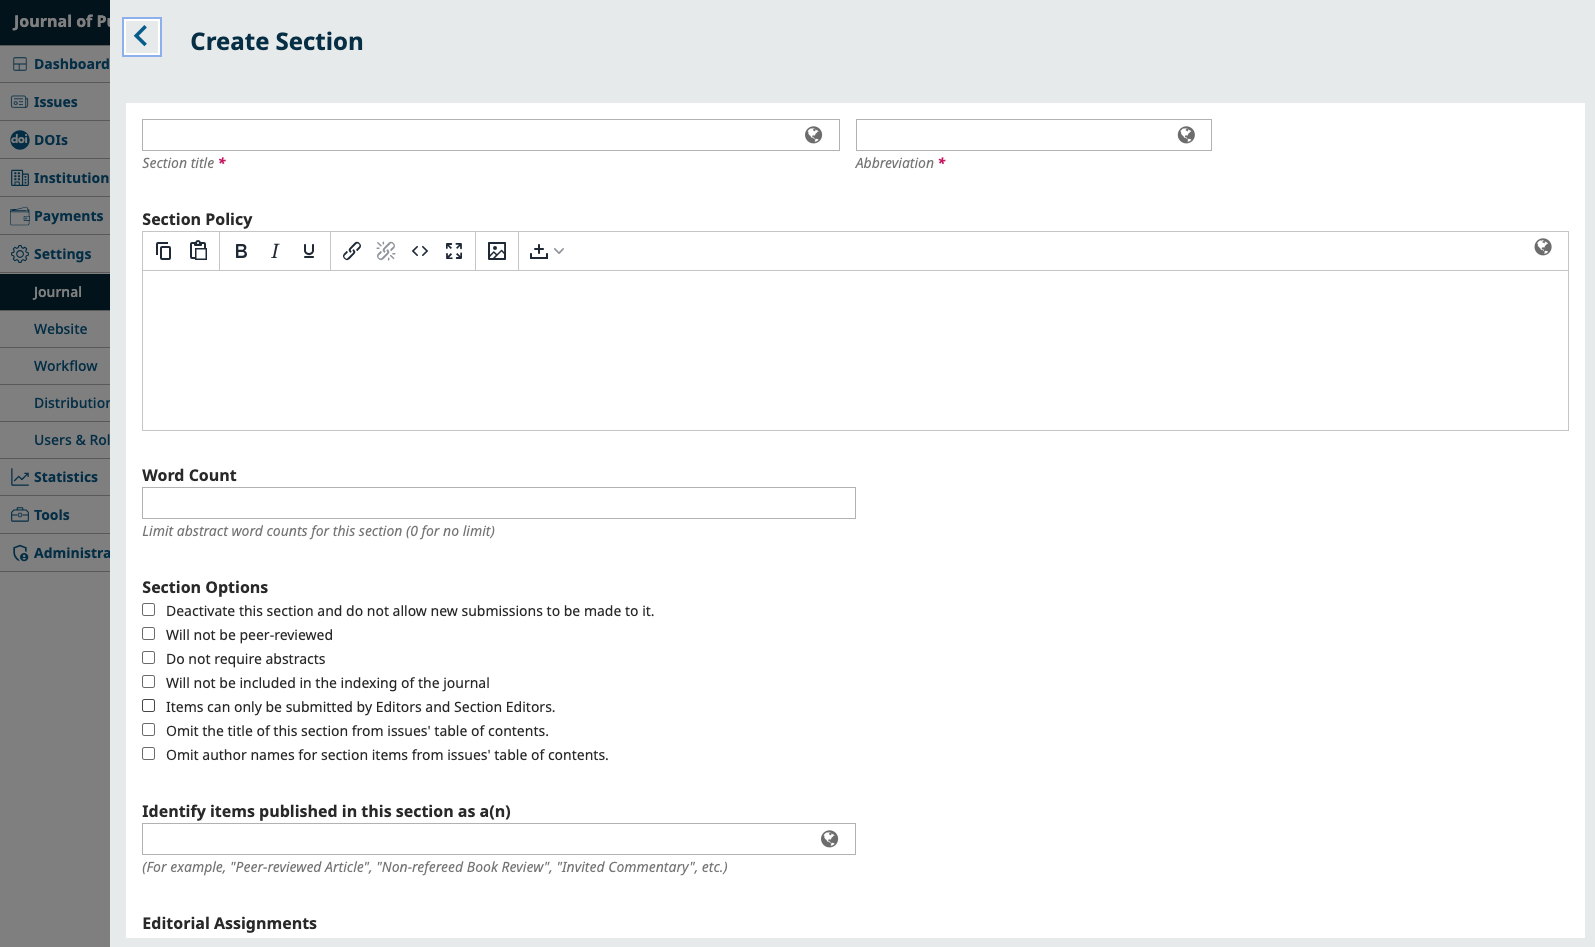 Journal of Pu
Create Section
Dashboard
Issues
doi DOIs
Institution
Payments
Settings
Journal
Website
Workflow
Distribution
Users & Rol
Statistics
Tools
Administra
Section title *
Abbreviation *
Section Policy
B I U
Word Count
Limit abstract word counts for this section (0 for no limit)
Section Options
Deactivate this section and do not allow new submissions to be made to it.
Will not be peer-reviewed
Do not require abstracts
Will not be included in the indexing of the journal
Items can only be submitted by Editors and Section Editors.
Omit the title of this section from issues' table of contents.
Omit author names for section items from issues' table of contents.
Identify items published in this section as a(n)
(For example, "Peer-reviewed Article", "Non-refereed Book Review", "Invited Commentary", etc.)
Editorial Assignments